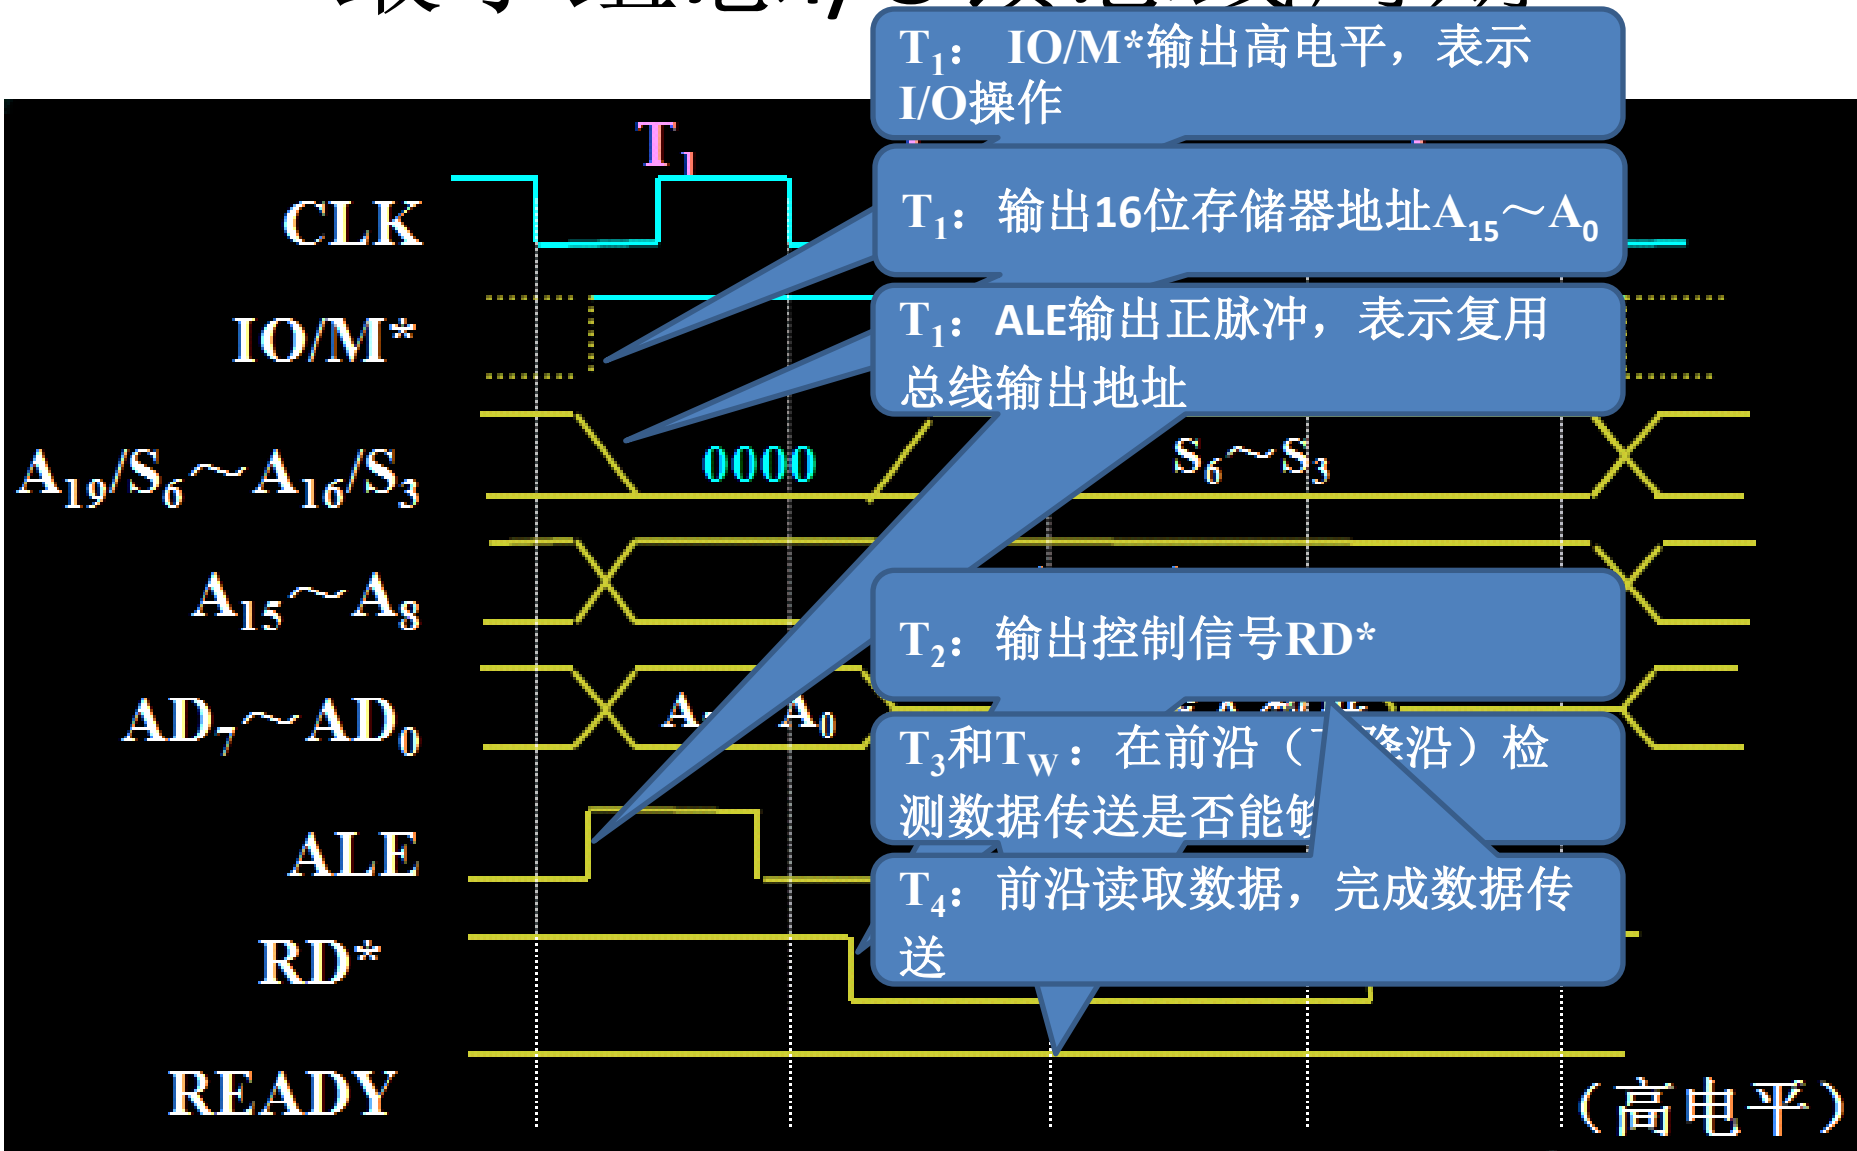 T1： IO/M*输出高电平，表示
I/O操作
T1
CLK
T1：输出16位存储器地址A15～A0
IO/M*
T1：ALE输出正脉冲，表示复用
总线输出地址
A19/S6～A16/S3
0000
S6～S3
A15～A8
T2：输出控制信号RD*
AD7～AD0
A
A0
T3和TW：在前沿（下降沿）检
测数据传送是否能够
ALE
T4：前沿读取数据，完成数据传
送
RD*
READY
（高电平）